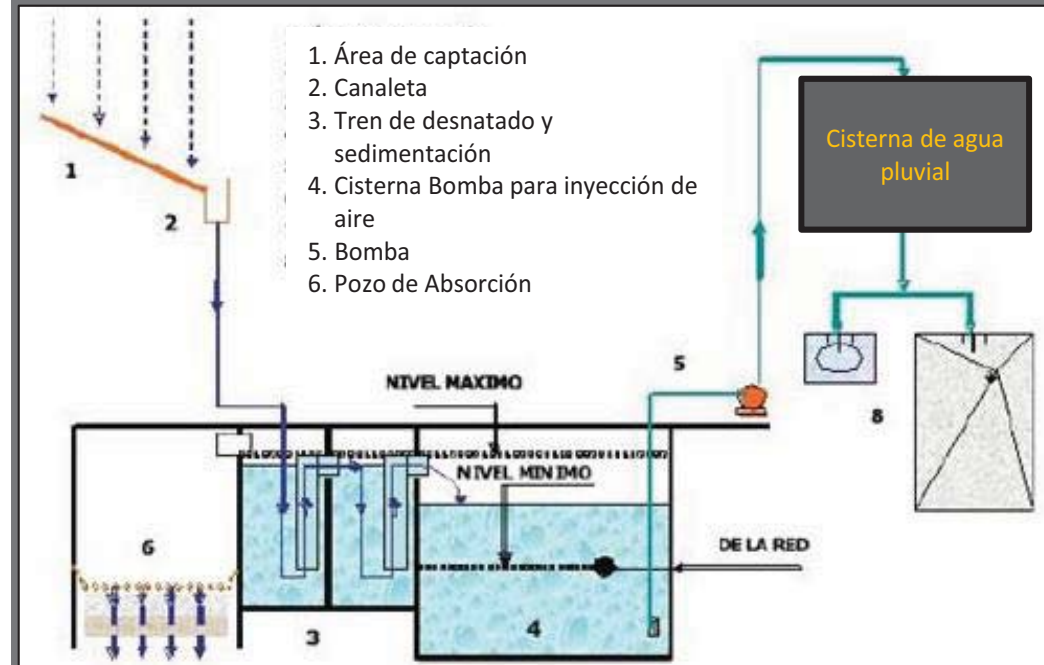 1. Área de captación
2. Canaleta
3. Tren de desnatado y
sedimentación
4. Cisterna Bomba para inyección de
aire
5. Bomba
6. Pozo de Absorción
Cisterna de agua
pluvial
1
2
5
NIVEL MAXIMO
8
NIVEL MINIMO
DE LA RED
6
3
4